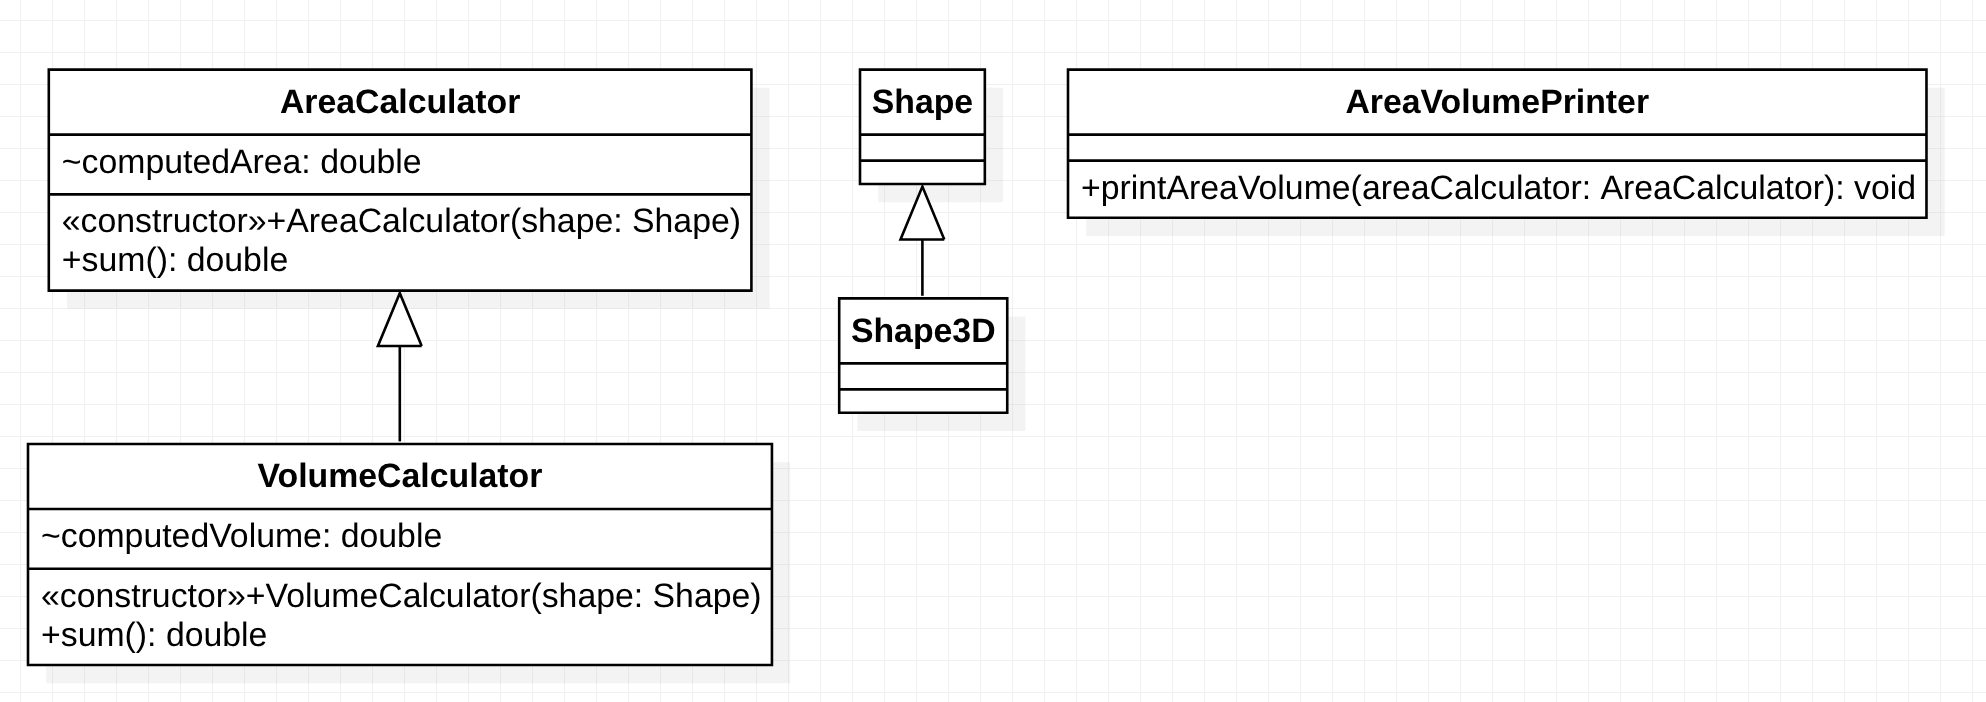 AreaCalculator
~computedArea: double
«constructor»+AreaCalculator(shape: Shape)
+sum(): double
VolumeCalculator
~computedVolume: double
«constructor»+VolumeCalculator(shape: Shape)
+sum(): double
Shape
Shape3D
AreaVolumePrinter
+printAreaVolume(areaCalculator: AreaCalculator): void